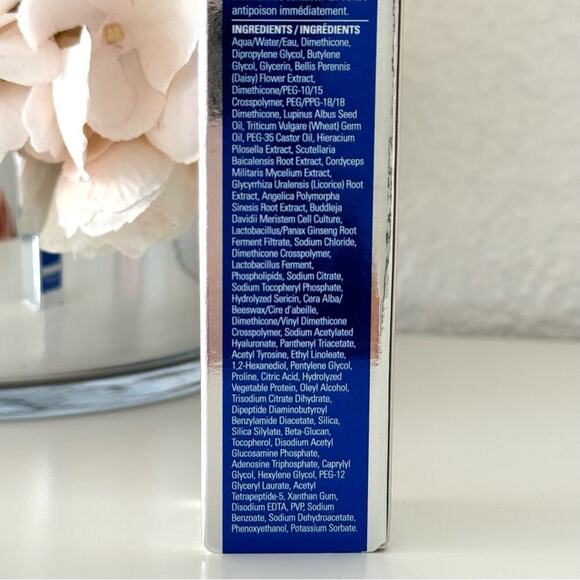 antipoison immédiatement.
INGREDIENTS / INGRÉDIENTS
Aqua/Water/Eau, Dimethicone,
Dipropylene Glycol, Butylene
Glycol, Glycerin, Bellis Perennis
(Daisy) Flower Extract,
Dimethicone/PEG-10/15
Crosspolymer, PEG/PPG-18/18
Dimethicone, Lupinus Albus Seed
Oil, Triticum Vulgare (Wheat) Germ
Oil, PEG-35 Castor Oil, Hieracium
Pilosella Extract, Scutellaria
Baicalensis Root Extract, Cordyceps
Militaris Mycelium Extract,
Glycyrrhiza Uralensis (Licorice) Root
Extract, Angelica Polymorpha
Sinesis Root Extract, Buddleja
Davidii Meristem Cell Culture,
Lactobacillus/Panax Ginseng Root
Ferment Filtrate, Sodium Chloride,
Dimethicone Crosspolymer,
Lactobacillus Ferment,
Phospholipids, Sodium Citrate,
Sodium Tocopheryl Phosphate,
Hydrolyzed Sericin, Cera Alba/
Beeswax/Cire d'abeille,
Dimethicone/Vinyl Dimethicone
Crosspolymer, Sodium Acetylated
Hyaluronate, Panthenyl Triacetate,
Acetyl Tyrosine, Ethyl Linoleate,
1,2-Hexanediol, Pentylene Glycol,
Proline, Citric Acid, Hydrolyzed
Vegetable Protein, Oleyl Alcohol,
Trisodium Citrate Dihydrate,
Dipeptide Diaminobutyroyl
Benzylamide Diacetate, Silica,
Silica Silylate, Beta-Glucan,
Tocopherol, Disodium Acetyl
Glucosamine Phosphate,
Adenosine Triphosphate, Caprylyl
Glycol, Hexylene Glycol, PEG-12
Glyceryl Laurate, Acetyl
Tetrapeptide-5, Xanthan Gum,
Disodium EDTA, PVP, Sodium
Benzoate, Sodium Dehydroacetate,
Phenoxyethanol, Potassium Sorbate.